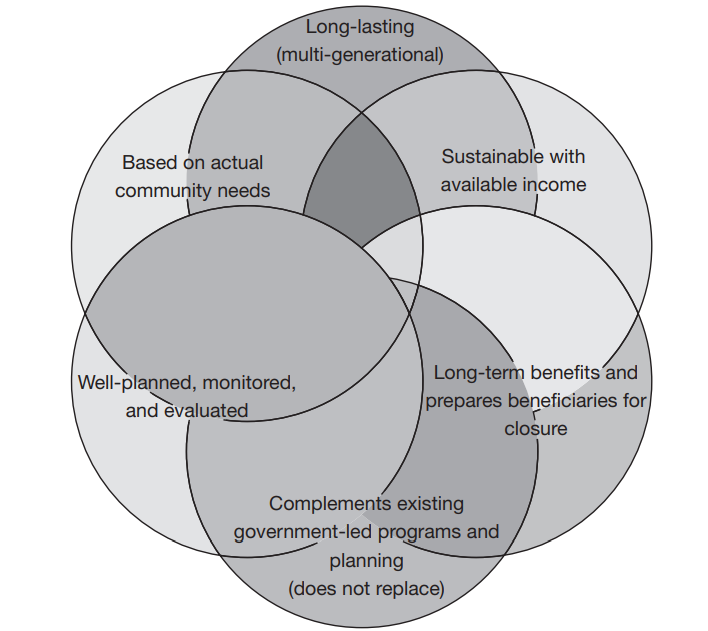 Long-lasting
(multi-generational)
Based on actual
community needs
Sustainable with
available income
Well-planned, monitored,
and evaluated
Long-term benefits and
prepares beneficiaries for
closure
Complements existing
government-led programs and
planning
(does not replace)